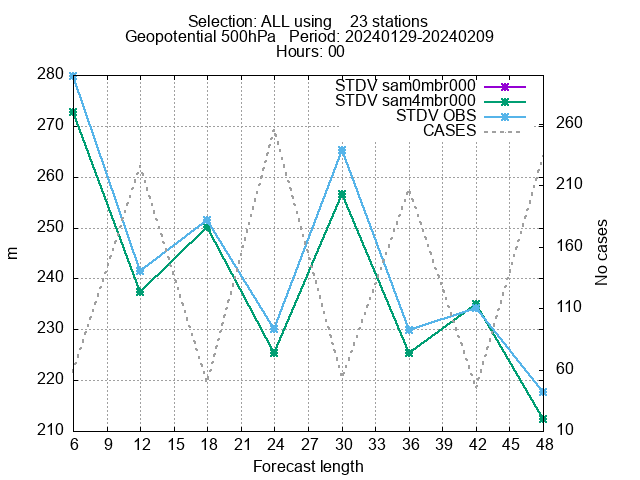 Selection: ALL using 23 stations
Geopotential 500hPa Period: 20240129-20240209
Hours: 00
STDV sam0mbr000
STDV sam4mbr000
STDV OBS
CASES
280
270
260
250
240
230
220
210
m
260
210
160
110
60
10
No cases
6 9 12 15 18 21 24 27 30 33 36 39 42 45 48
Forecast length